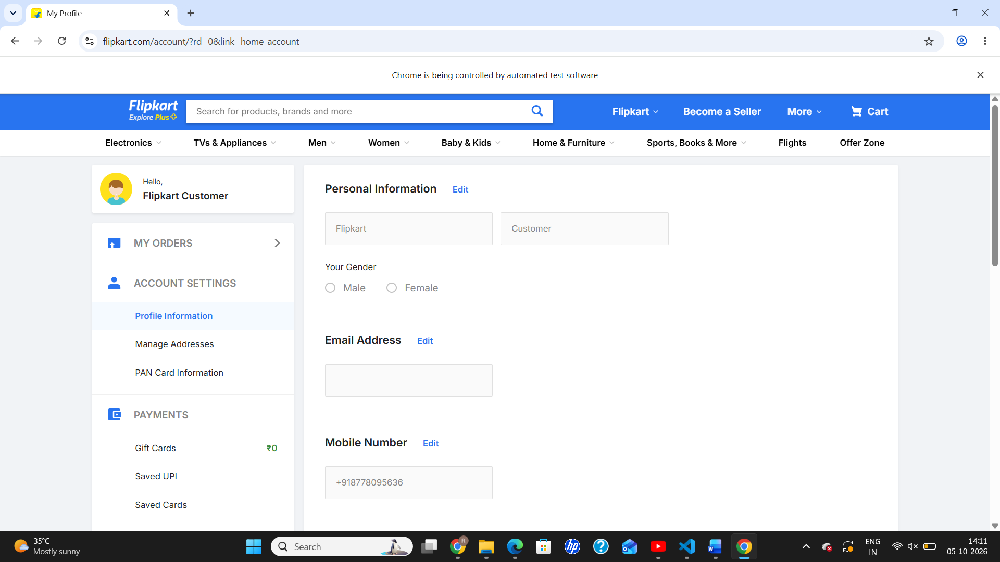 My Profile
flipkart.com/account/?rd=0&link=home_account
Chrome is being controlled by automated test software
Flipkart
Explore Plus
Search for products, brands and more
Flipkart
Become a Seller
More
Cart
Electronics
TVs & Appliances
Men
Women
Baby & Kids
Home & Furniture
Sports, Books & More
Flights
Offer Zone
Hello,
Flipkart Customer
MY ORDERS
ACCOUNT SETTINGS
Profile Information
Manage Addresses
PAN Card Information
PAYMENTS
Gift Cards ₹0
Saved UPI
Saved Cards
Personal Information Edit
Flipkart
Customer
Your Gender
Male
Female
Email Address Edit
Mobile Number Edit
+918778095636
35°C
Mostly sunny
Search
R
hp
?
O
W
ENG
IN
14:11
05-10-2026